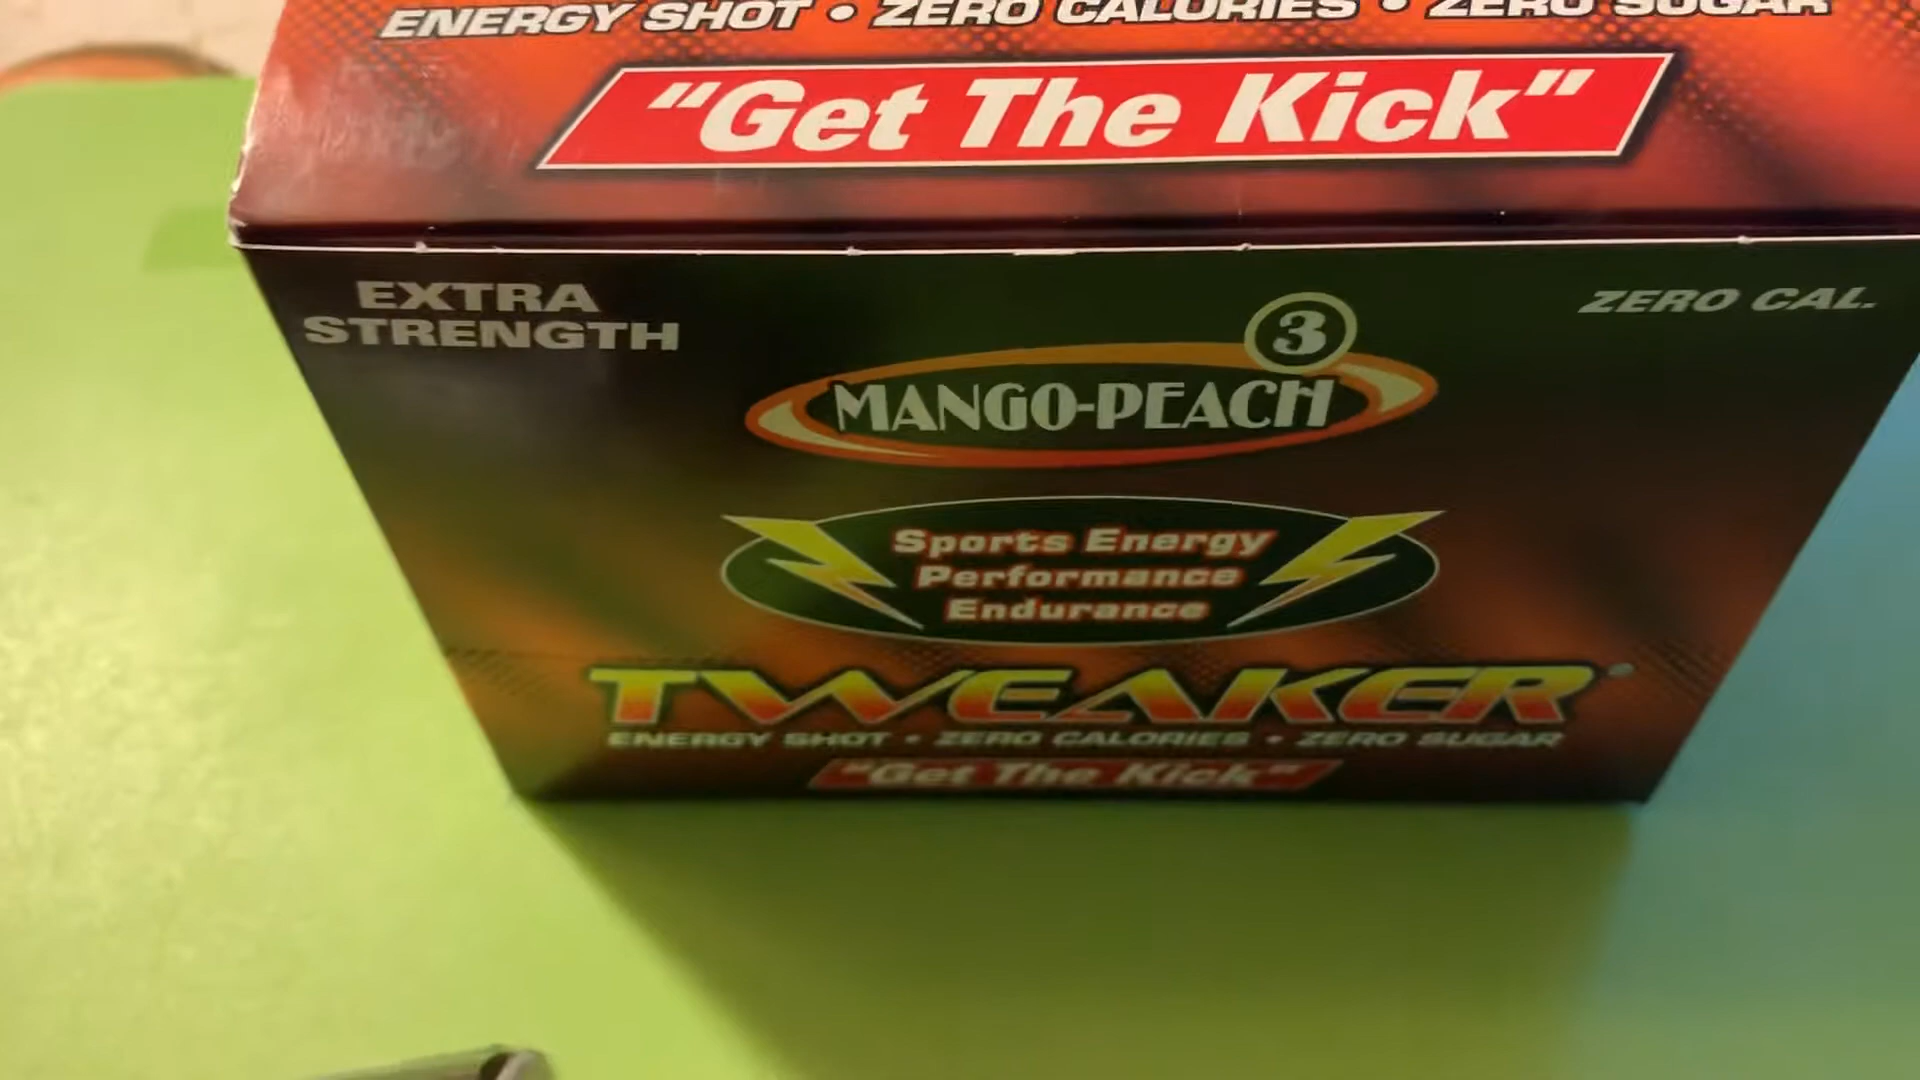 ENERGY SHOT • ZERO CALORIES • ZERO SUGAR
"Get The Kick"
EXTRA
STRENGTH
ZERO CAL.
3
MANGO-PEACH
Sports Energy
Performance
Endurance
TWEAKER
ENERGY SHOT • ZERO CALORIES • ZERO SUGAR
"Get The Kick"